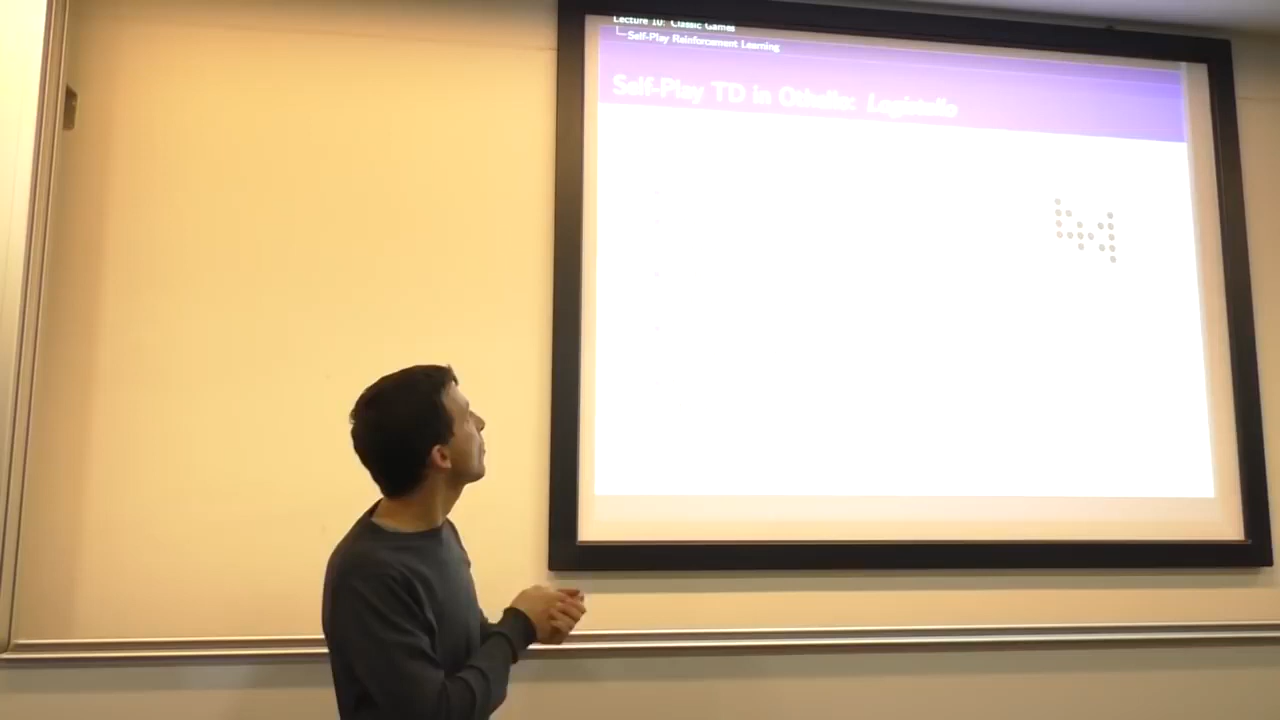 Lecture 10: Classic Games
Self-Play Reinforcement Learning
Self-Play TD in Othello: Logistello